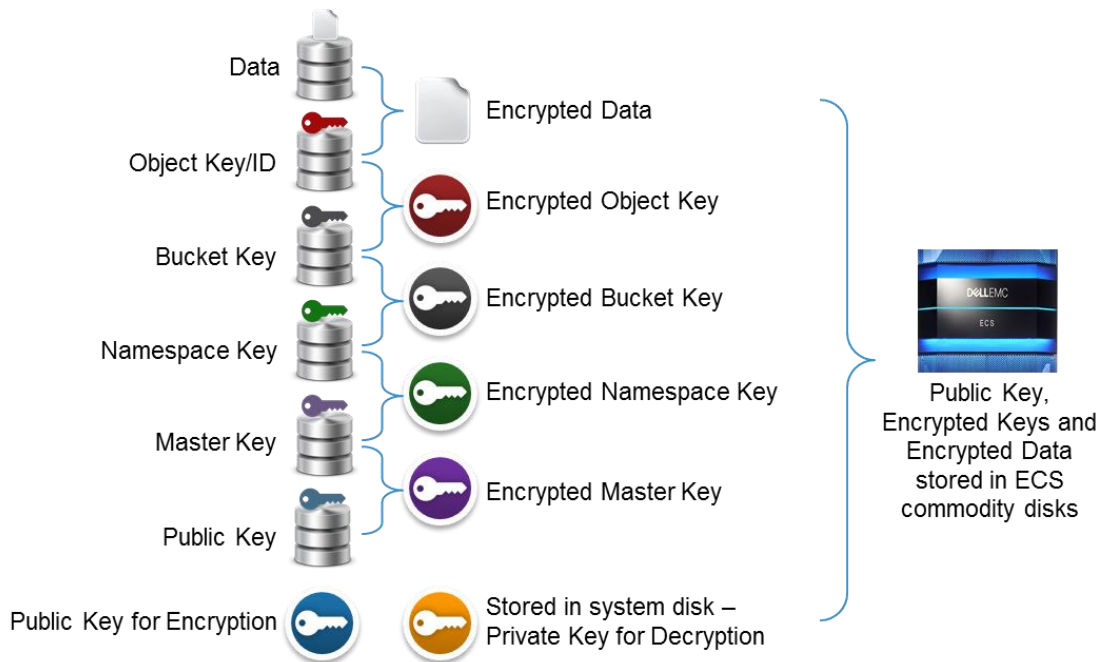 Data
Encrypted Data
Object Key/ID
Encrypted Object Key
Bucket Key
Encrypted Bucket Key
Namespace Key
Encrypted Namespace Key
Master Key
Encrypted Master Key
Public Key
Public Key for Encryption
Stored in system disk –
Private Key for Decryption
DELLEMC
ECS
Public Key,
Encrypted Keys and
Encrypted Data
stored in ECS
commodity disks